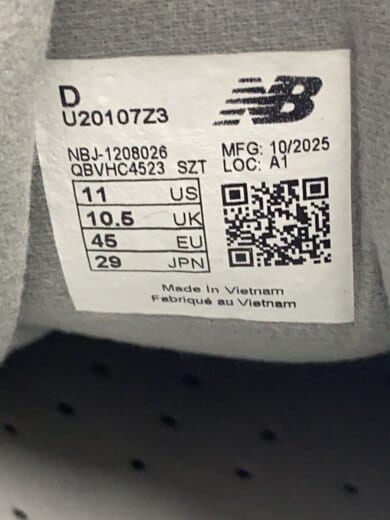 D
U20107Z3
NB
NBJ-1208026
QBVHC4523 SZT
MFG: 10/2025
LOC: A1
11 US
10.5 UK
45 EU
29 JPN
Made In Vietnam
Fabriqué au Vietnam